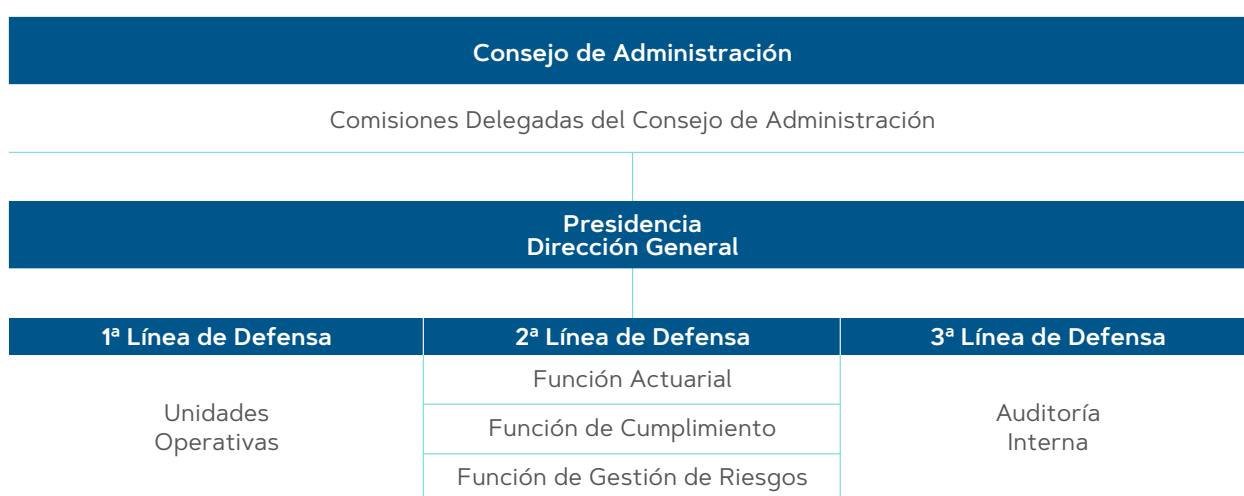 Consejo de Administración
Comisiones Delegadas del Consejo de Administración
Presidencia
Dirección General
1ª Línea de Defensa
2ª Línea de Defensa
3ª Línea de Defensa
Unidades
Operativas
Función Actuarial
Función de Cumplimiento
Función de Gestión de Riesgos
Auditoría
Interna